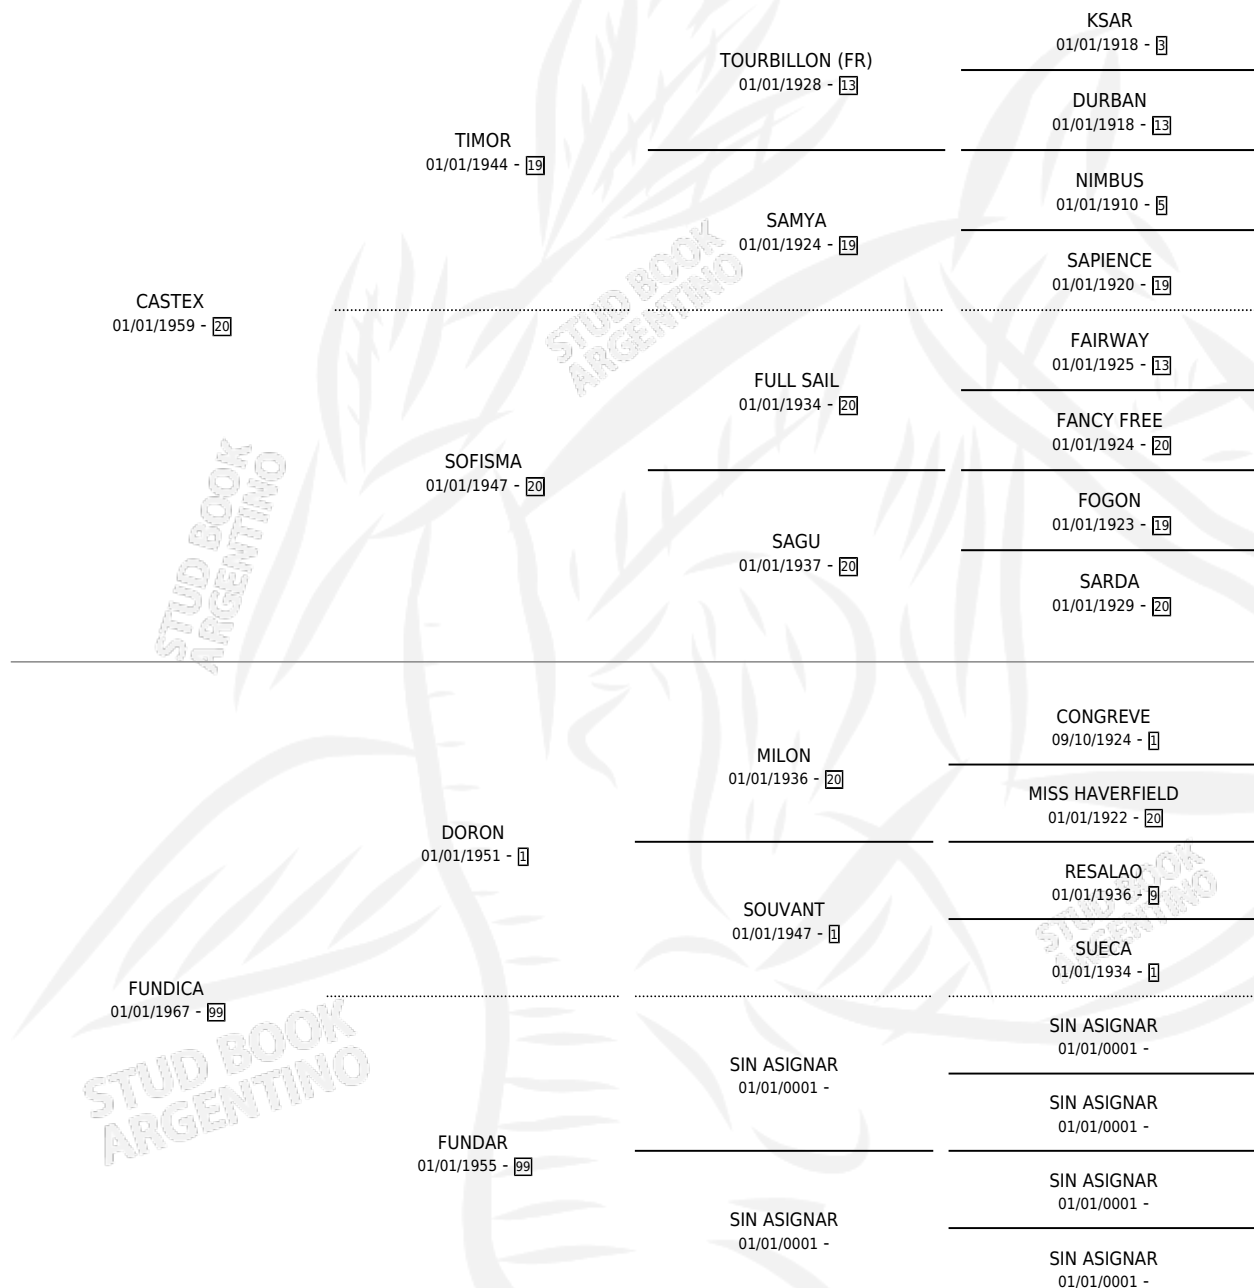 KSAR
01/01/1918 - 3
TOURBILLON (FR)
01/01/1928 - 13
DURBAN
01/01/1918 - 13
TIMOR
01/01/1944 - 19
NIMBUS
01/01/1910 - 5
SAMYA
01/01/1924 - 19
SAPIENCE
01/01/1920 - 19
CASTEX
01/01/1959 - 20
FAIRWAY
01/01/1925 - 13
FULL SAIL
01/01/1934 - 20
FANCY FREE
01/01/1924 - 20
SOFISMA
01/01/1947 - 20
FOGON
01/01/1923 - 19
SAGU
01/01/1937 - 20
SARDA
01/01/1929 - 20
CONGREVE
09/10/1924 - 1
MILON
01/01/1936 - 20
MISS HAVERFIELD
01/01/1922 - 20
DORON
01/01/1951 - 1
RESALAO
01/01/1936 - 9
SOUVANT
01/01/1947 - 1
SUECA
01/01/1934 - 1
FUNDICA
01/01/1967 - 99
SIN ASIGNAR
01/01/0001 -
SIN ASIGNAR
01/01/0001 -
SIN ASIGNAR
01/01/0001 -
FUNDAR
01/01/1955 - 99
SIN ASIGNAR
01/01/0001 -
SIN ASIGNAR
01/01/0001 -
SIN ASIGNAR
01/01/0001 -
STUD BOOK
ARGENTINO
STUD BOOK
ARGENTINO
STUD BOOK
ARGENTINO
STUD BOOK
ARGENTINO